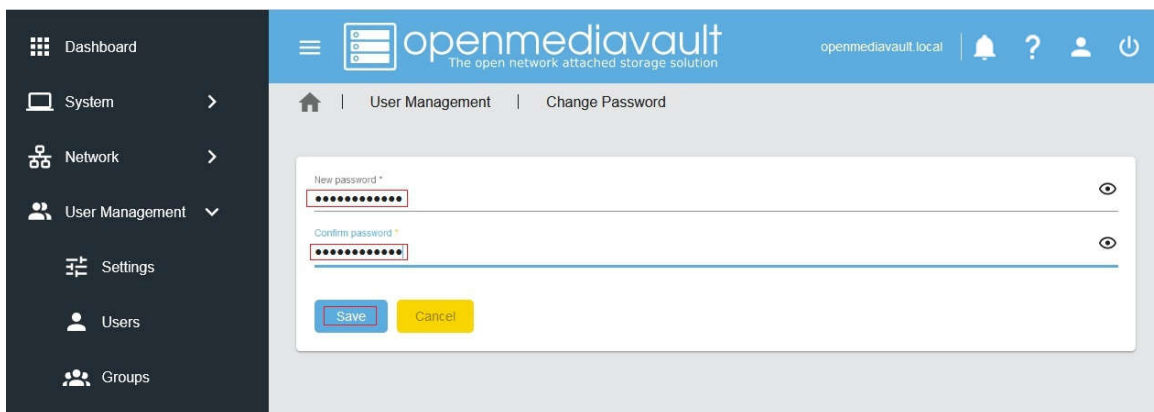 Dashboard
System
Network
User Management
Settings
Users
Groups
openmediavault
The open network attached storage solution
openmediavault.local
?
| User Management | Change Password
New password *
••••••••••••
Confirm password *
••••••••••••
Save Cancel